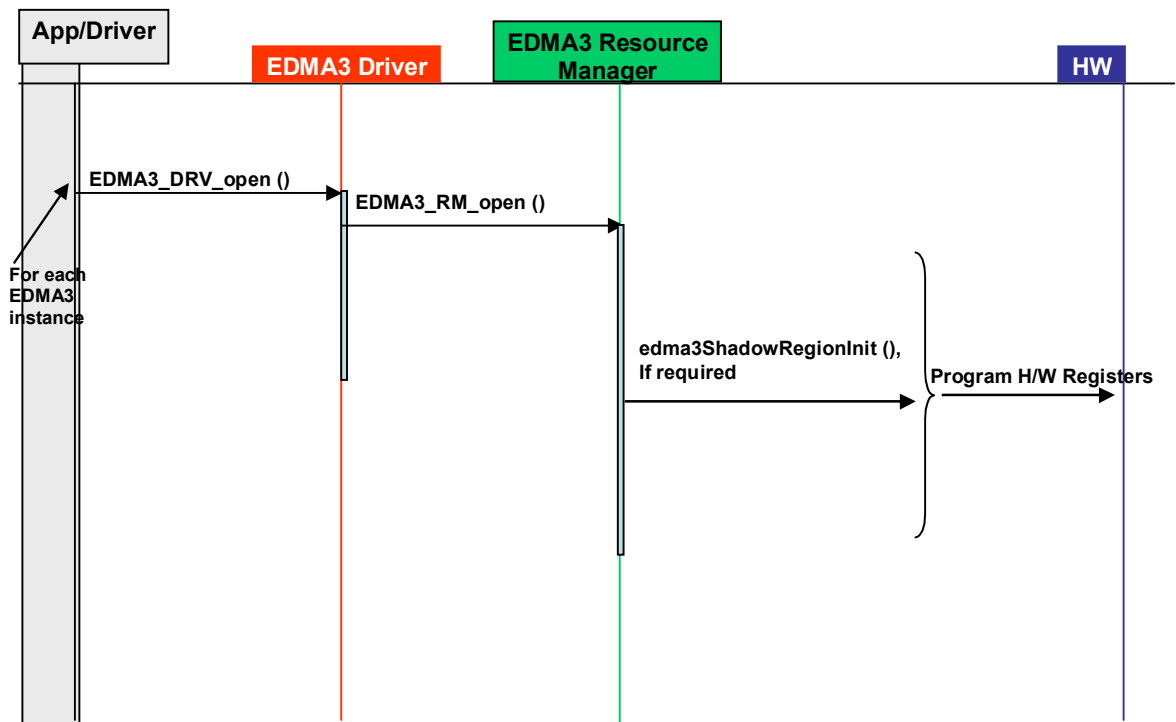 App/Driver
EDMA3 Driver
EDMA3 Resource
Manager
HW
EDMA3_DRV_open ()
EDMA3_RM_open ()
For each
EDMA3
instance
edma3ShadowRegionInit (),
If required
Program H/W Registers